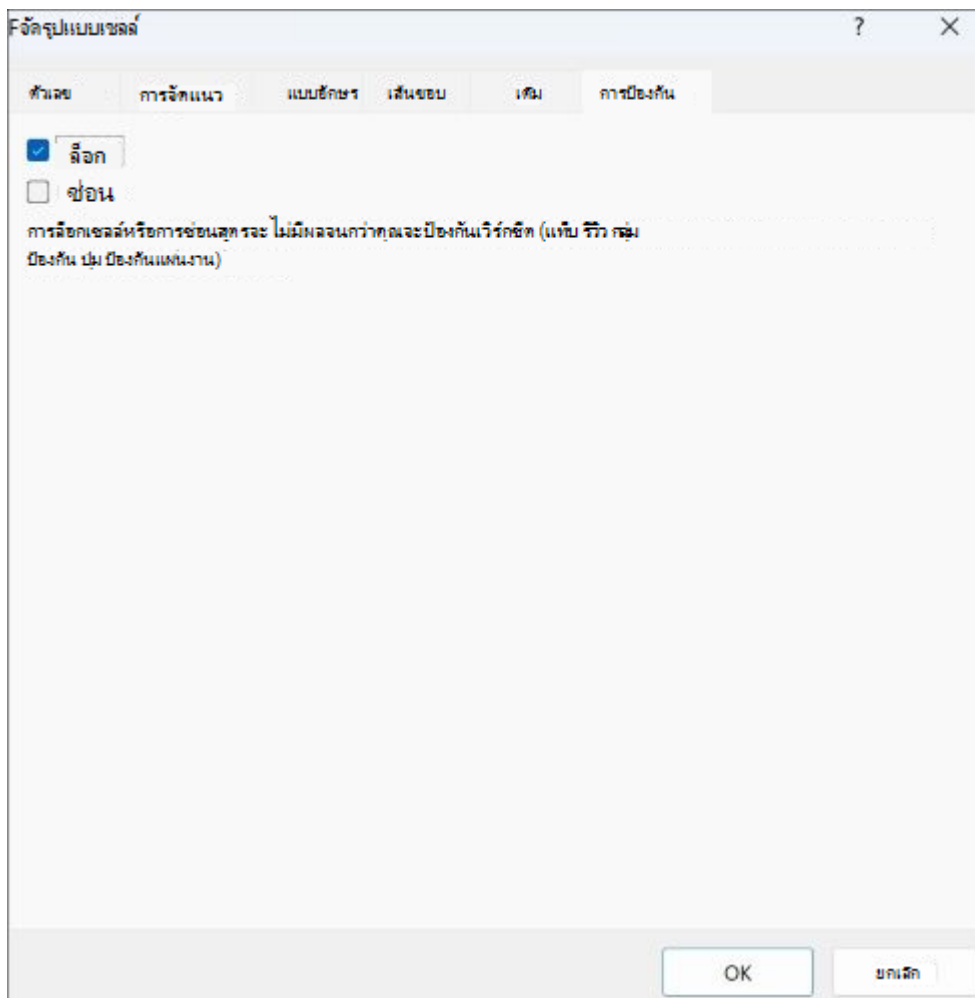 Fจัดรูปแบบเซลล์ ?
ตัวเลข การจัดแนว แบบอักษร เส้นขอบ เติม การป้องกัน
ล็อก
ซ่อน
การล็อกเซลล์หรือการซ่อนสูตรจะ ไม่มีผลจนกว่าคุณจะป้องกันเวิร์กชีต (แท็บ รีวิว กลุ่ม
ป้องกัน ปุ่ม ป้องกันแผ่นงาน)
OK ยกเลิก